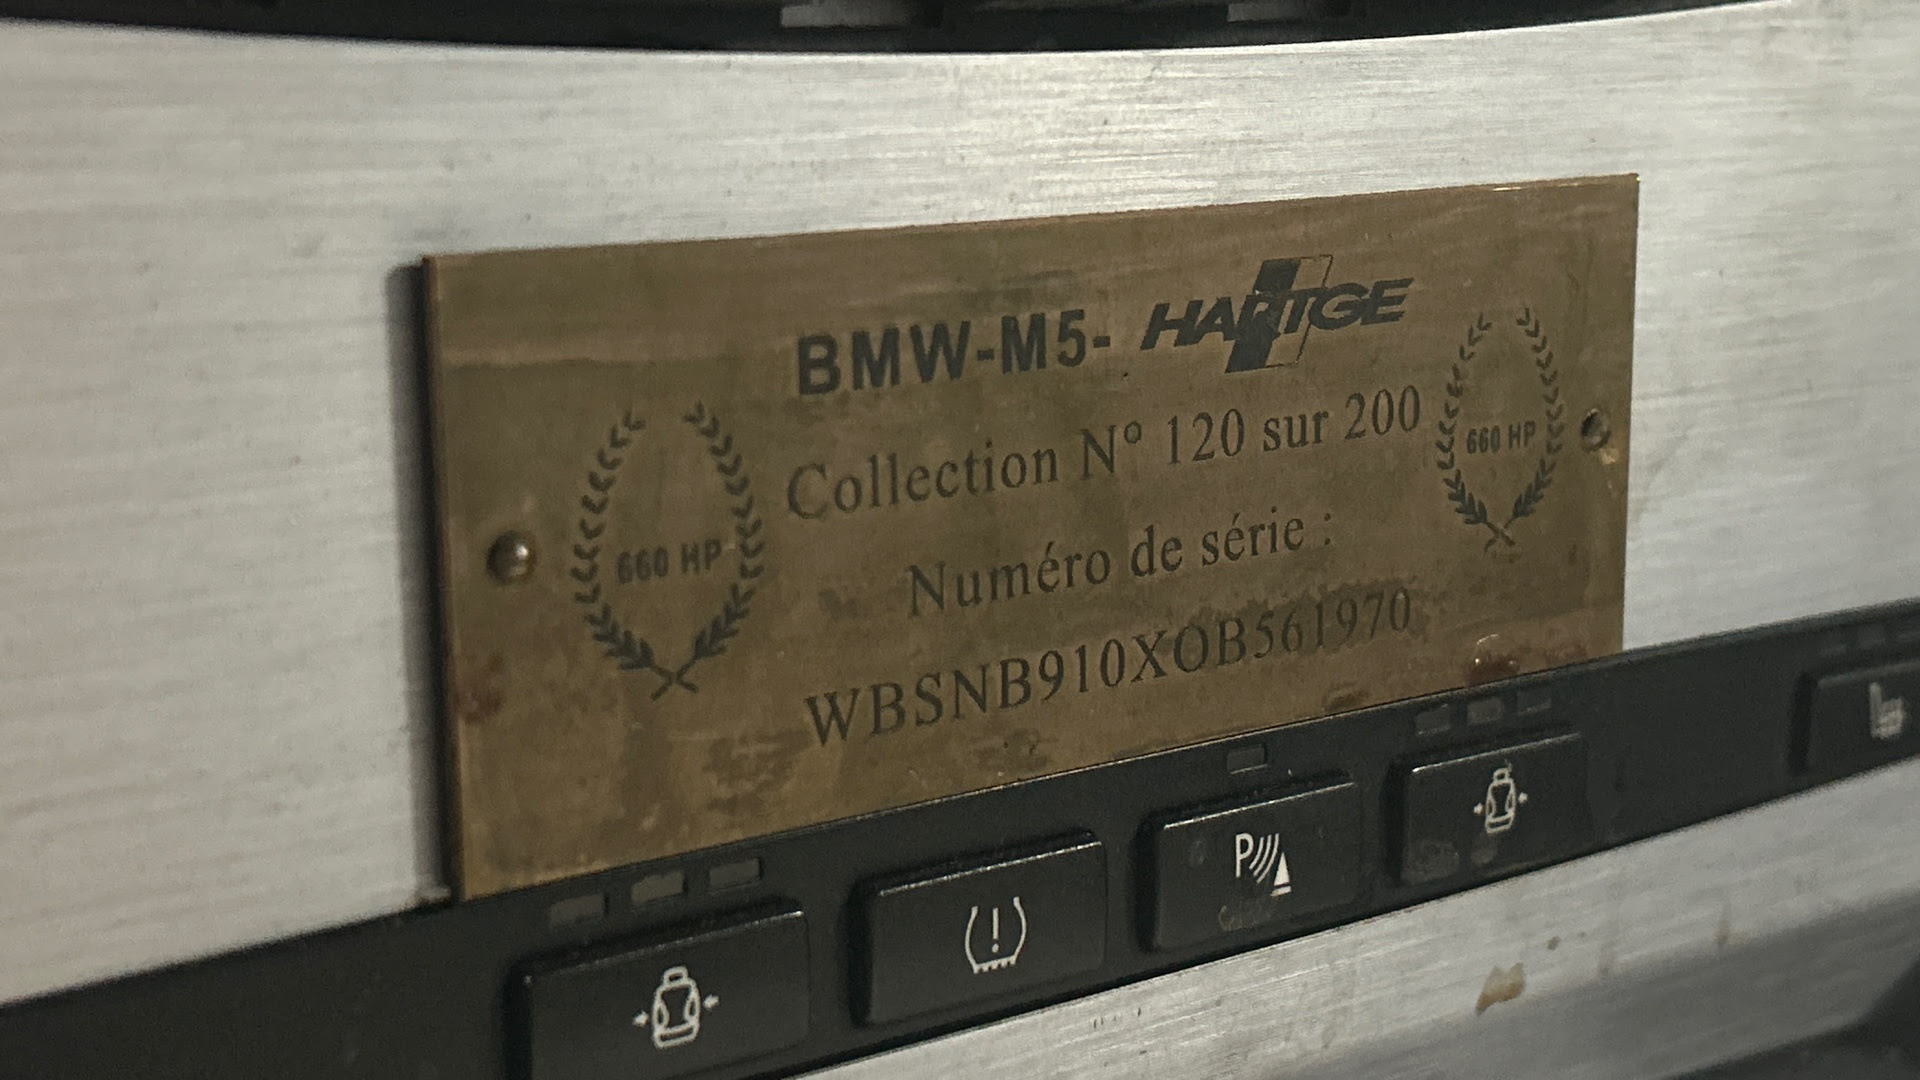 BMW-M5- HARTGE
Collection N° 120 sur 200
660 HP
660 HP
Numéro de série :
WBSNB910XOB561970
P